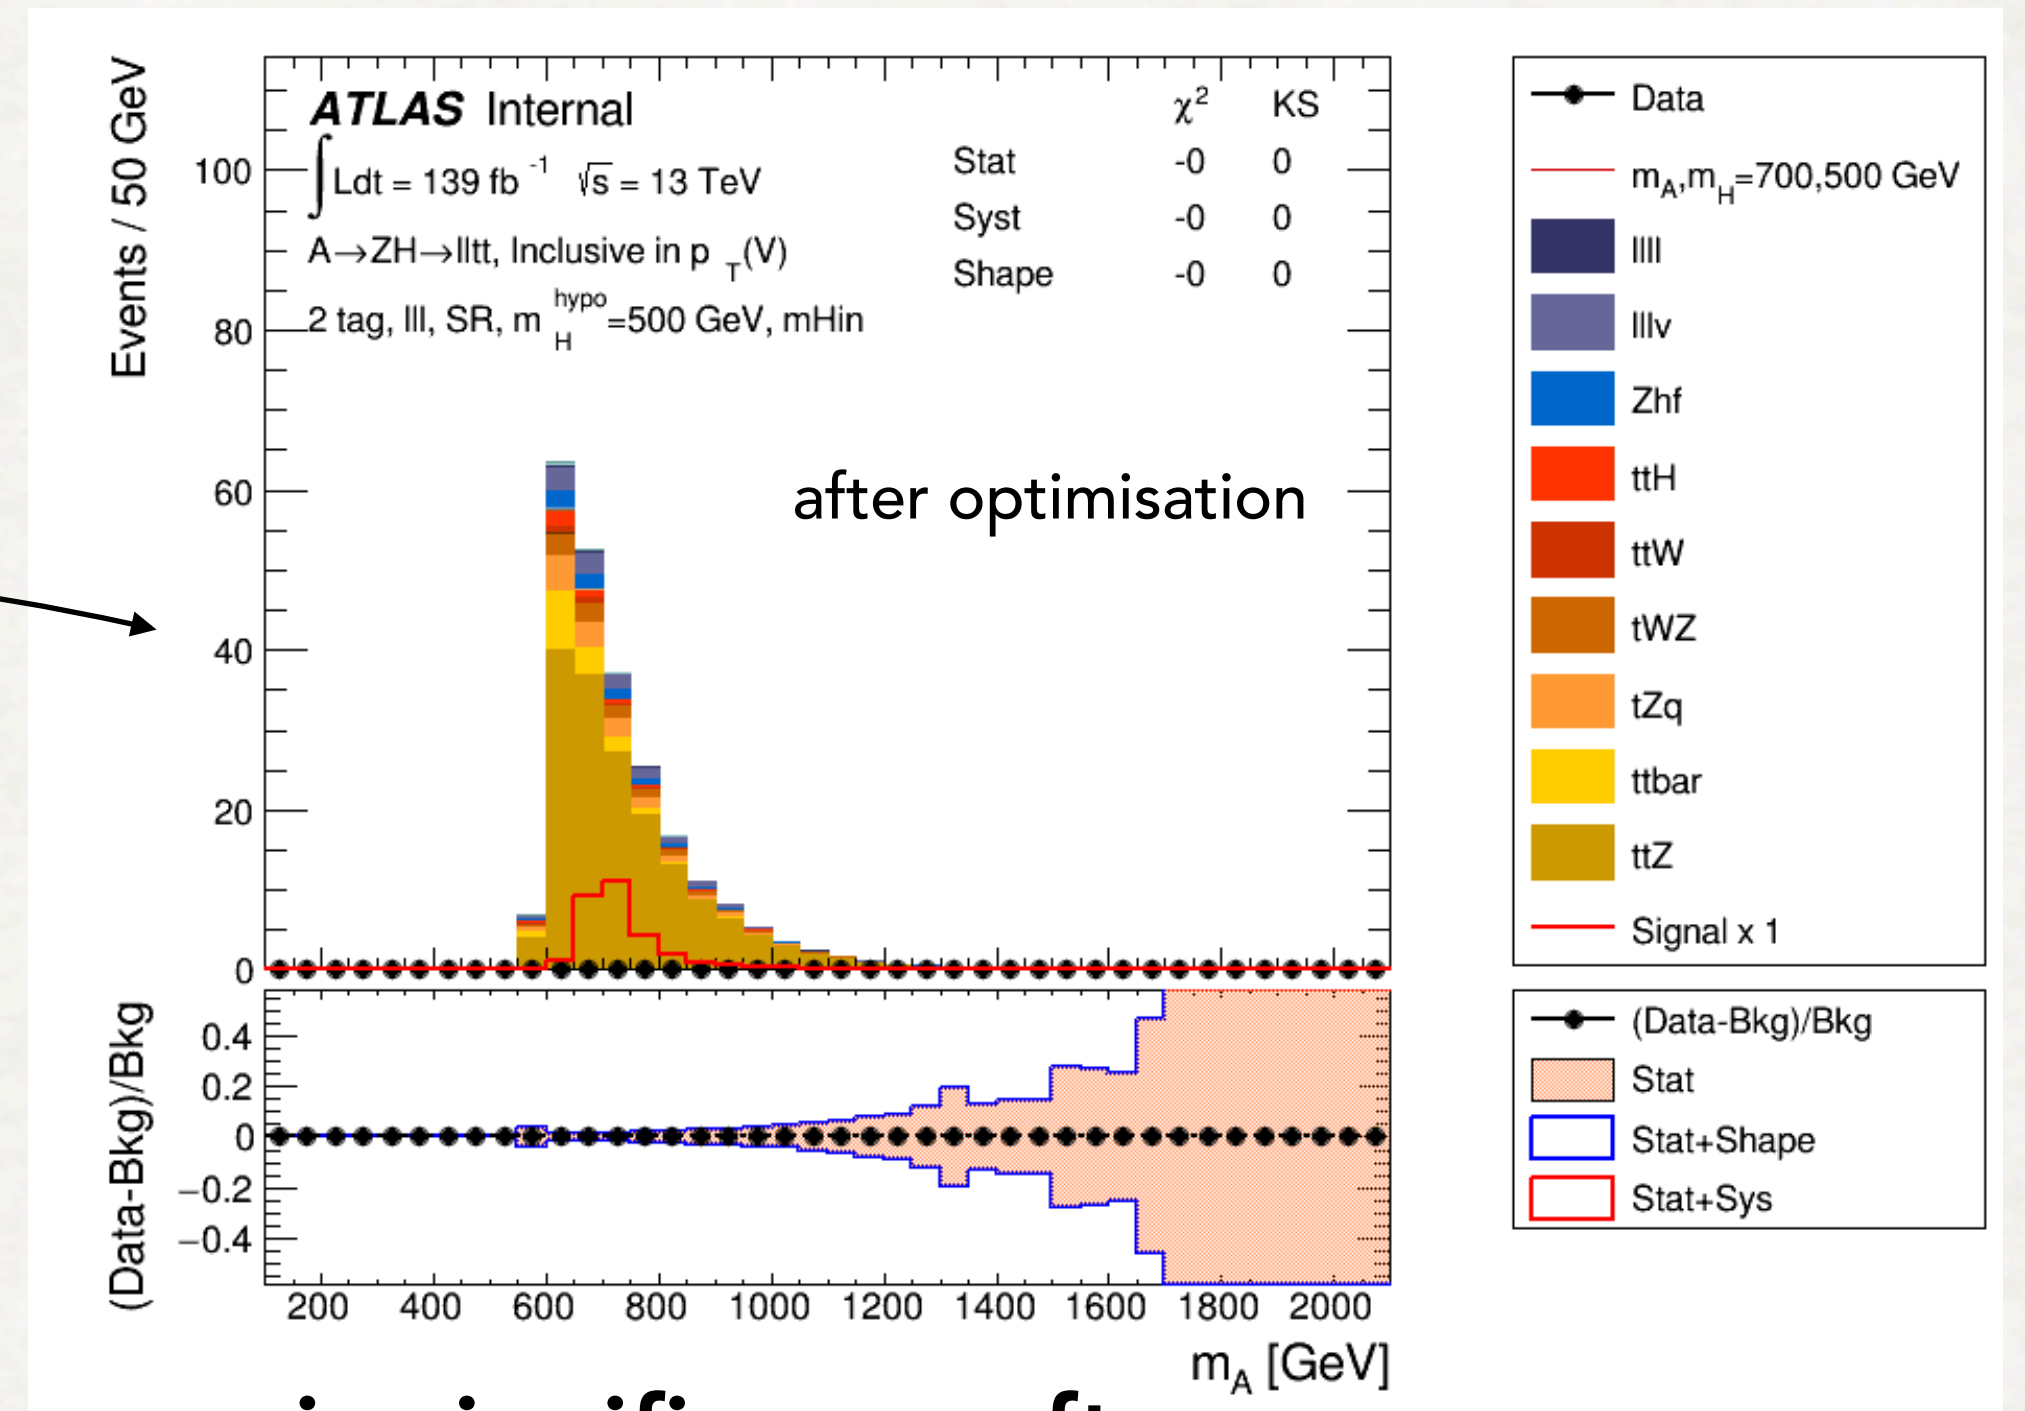 Events / 50 GeV
ATLAS Internal
∫Ldt = 139 fb⁻¹ √s = 13 TeV
A→ZH→lltt, Inclusive in p_T(V)
2 tag, lll, SR, m_H^hypo=500 GeV, mHin
χ² KS
Stat -0 0
Syst -0 0
Shape -0 0
after optimisation
100
80
60
40
20
0
Data
m_A,m_H=700,500 GeV
llll
lllv
Zhf
ttH
ttW
tWZ
tZq
ttbar
ttZ
Signal x 1
(Data-Bkg)/Bkg
0.4
0.2
0
−0.2
−0.4
200 400 600 800 1000 1200 1400 1600 1800 2000
m_A [GeV]
(Data-Bkg)/Bkg
Stat
Stat+Shape
Stat+Sys